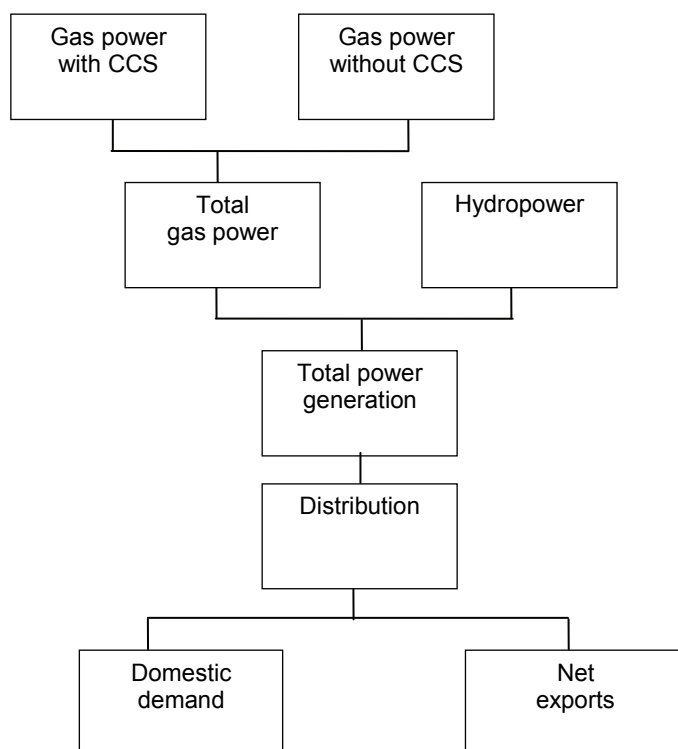 Gas power
with CCS
Gas power
without CCS
Total
gas power
Hydropower
Total power
generation
Distribution
Domestic
demand
Net
exports